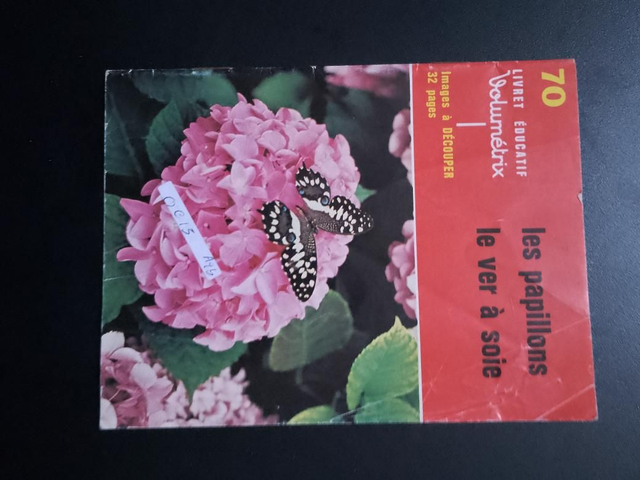 70
LIVRET ÉDUCATIF
Volumétrix
Images à DÉCOUPER
32 pages
les papillons
le ver à soie